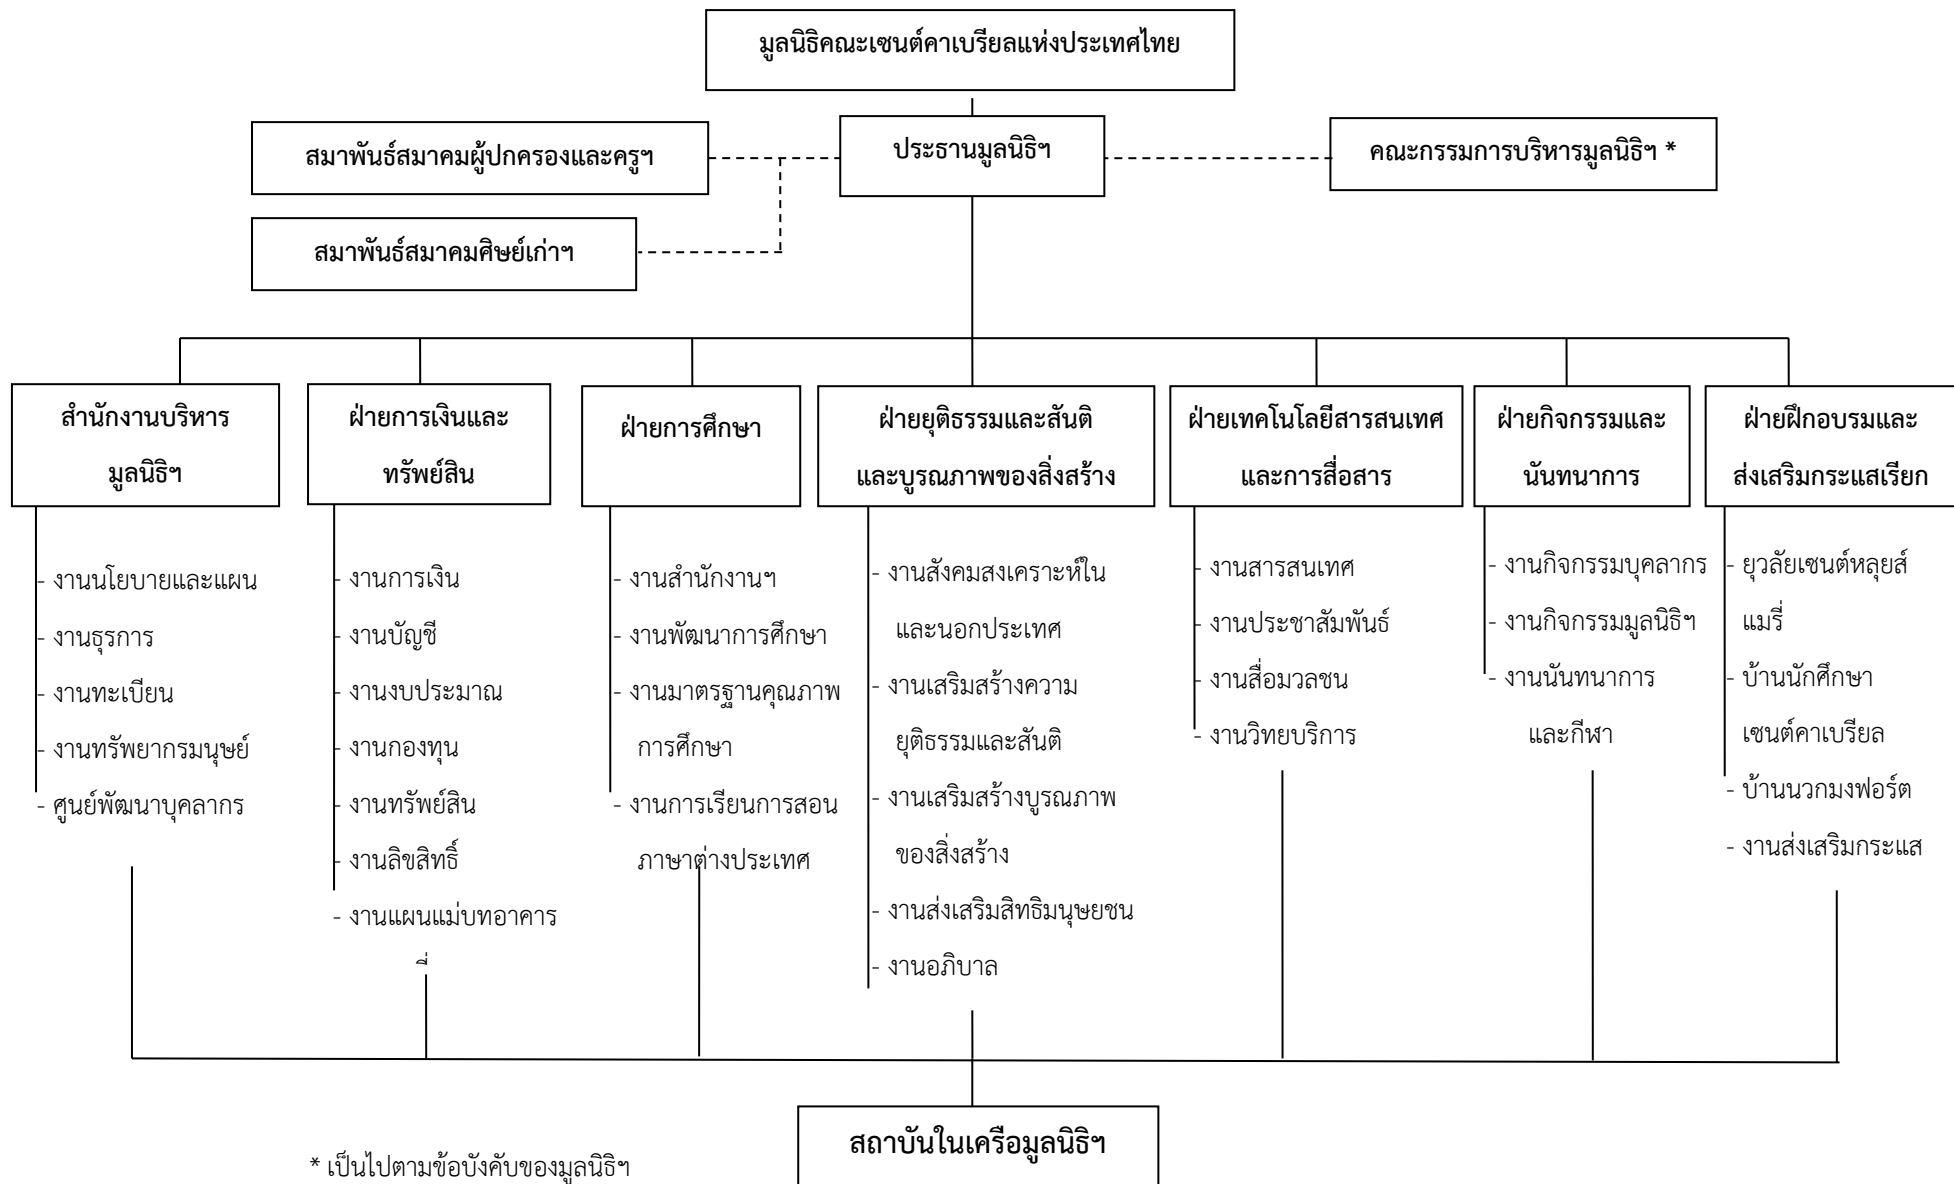 มูลนิธิคณะเซนต์คาเบรียลแห่งประเทศไทย
สมาพันธ์สมาคมผู้ปกครองและครูฯ
ประธานมูลนิธิฯ
คณะกรรมการบริหารมูลนิธิฯ *
สมาพันธ์สมาคมศิษย์เก่าฯ
สำนักงานบริหาร
มูลนิธิฯ
- งานนโยบายและแผน
- งานธุรการ
- งานทะเบียน
- งานทรัพยากรมนุษย์
- ศูนย์พัฒนาบุคลากร
ฝ่ายการเงินและ
ทรัพย์สิน
- งานการเงิน
- งานบัญชี
- งานงบประมาณ
- งานกองทุน
- งานทรัพย์สิน
- งานลิขสิทธิ์
- งานแผนแม่บทอาคาร
ฝ่ายการศึกษา
- งานสำนักงานฯ
- งานพัฒนาการศึกษา
- งานมาตรฐานคุณภาพ
การศึกษา
- งานการเรียนการสอน
ภาษาต่างประเทศ
ฝ่ายยุติธรรมและสันติ
และบูรณภาพของสิ่งสร้าง
- งานสังคมสงเคราะห์ใน
และนอกประเทศ
- งานเสริมสร้างความ
ยุติธรรมและสันติ
- งานเสริมสร้างบูรณภาพ
ของสิ่งสร้าง
- งานส่งเสริมสิทธิมนุษยชน
- งานอภิบาล
ฝ่ายเทคโนโลยีสารสนเทศ
และการสื่อสาร
- งานสารสนเทศ
- งานประชาสัมพันธ์
- งานสื่อมวลชน
- งานวิทยบริการ
ฝ่ายกิจกรรมและ
นันทนาการ
- งานกิจกรรมบุคลากร
- งานกิจกรรมมูลนิธิฯ
- งานนันทนาการ
และกีฬา
ฝ่ายฝึกอบรมและ
ส่งเสริมกระแสเรียก
- ยุวลัยเซนต์หลุยส์
แมรี่
- บ้านนักศึกษา
เซนต์คาเบรียล
- บ้านนวกมงฟอร์ต
- งานส่งเสริมกระแส
สถาบันในเครือมูลนิธิฯ
* เป็นไปตามข้อบังคับของมูลนิธิฯ